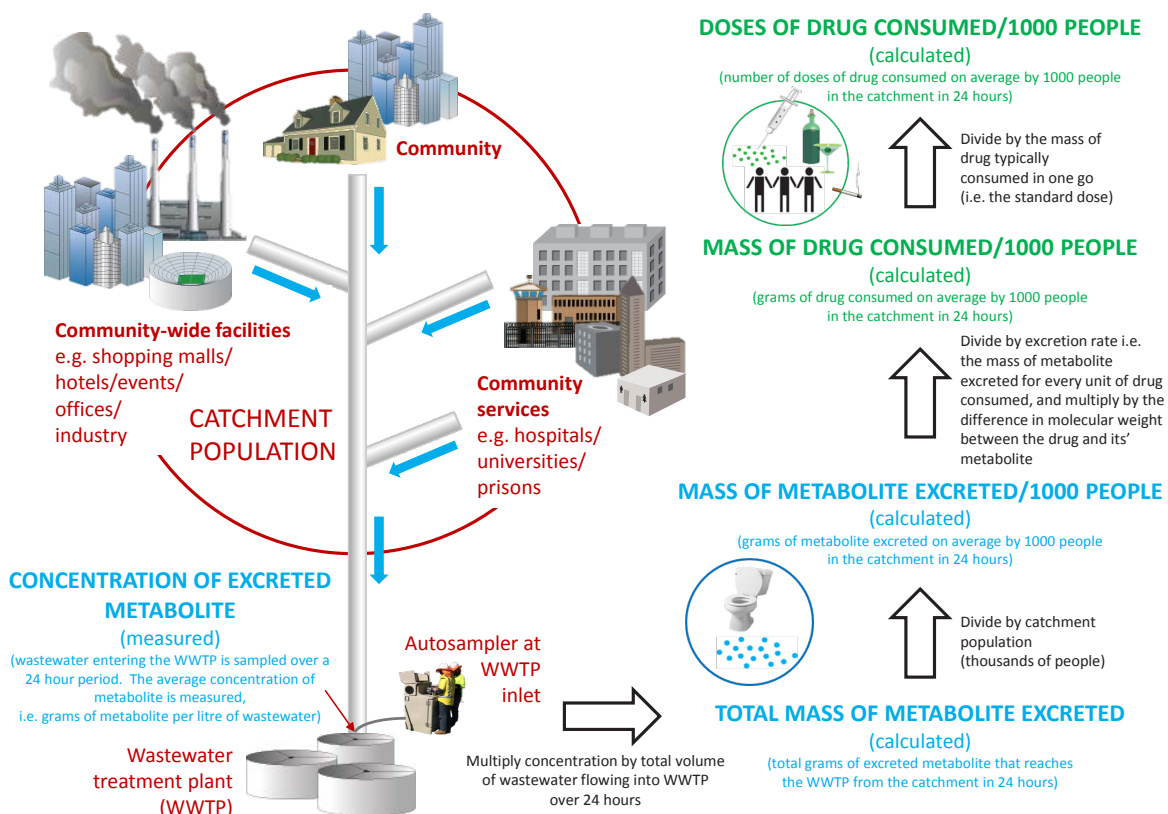 Community
Community-wide facilities
e.g. shopping malls/
hotels/events/
offices/
industry
CATCHMENT
POPULATION
Community
services
e.g. hospitals/
universities/
prisons
CONCENTRATION OF EXCRETED
METABOLITE
(measured)
(wastewater entering the WWTP is sampled over a
24 hour period.  The average concentration of
metabolite is measured,
i.e. grams of metabolite per litre of wastewater)
Autosampler at
WWTP
inlet
Wastewater
treatment plant
(WWTP)
Multiply concentration by total volume
of wastewater flowing into WWTP
over 24 hours
DOSES OF DRUG CONSUMED/1000 PEOPLE
(calculated)
(number of doses of drug consumed on average by 1000 people
in the catchment in 24 hours)
Divide by the mass of
drug typically
consumed in one go
(i.e. the standard dose)
MASS OF DRUG CONSUMED/1000 PEOPLE
(calculated)
(grams of drug consumed on average by 1000 people
in the catchment in 24 hours)
Divide by excretion rate i.e.
the mass of metabolite
excreted for every unit of drug
consumed, and multiply by the
difference in molecular weight
between the drug and its’
metabolite
MASS OF METABOLITE EXCRETED/1000 PEOPLE
(calculated)
(grams of metabolite excreted on average by 1000 people
in the catchment in 24 hours)
Divide by catchment
population
(thousands of people)
TOTAL MASS OF METABOLITE EXCRETED
(calculated)
(total grams of excreted metabolite that reaches
the WWTP from the catchment in 24 hours)